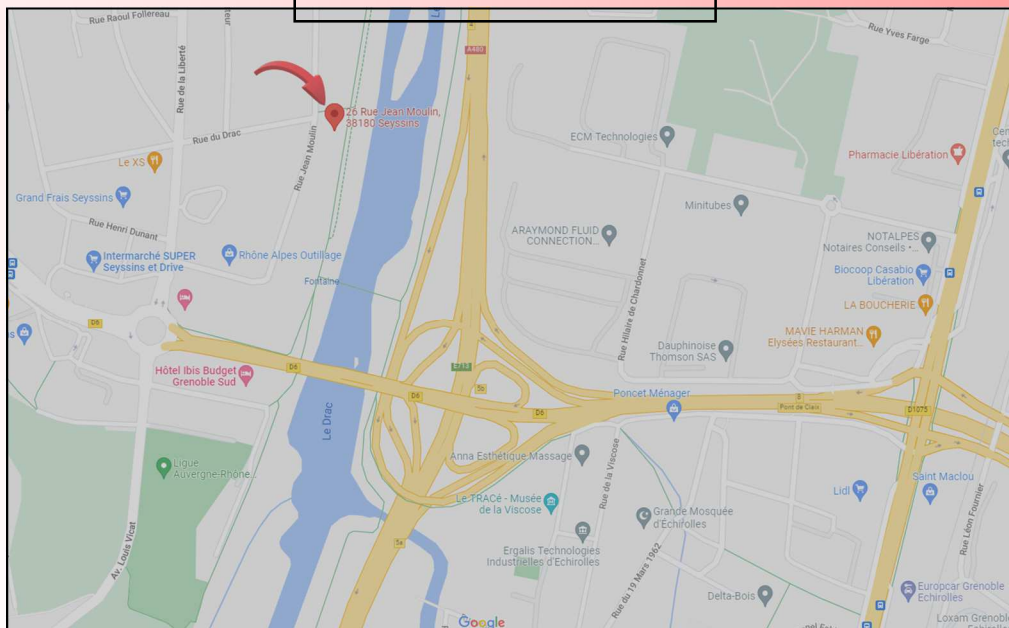 Rue Raoul Follereau
Rue de la Liberté
A480
Rue Yves Farge
26 Rue Jean Moulin,
38180 Seyssins
Rue du Drac
Rue Jean Moulin
Le XS
ECM Technologies
Pharmacie Libération
Grand Frais Seyssins
Minitubes
Rue Henri Dunant
ARAYMOND FLUID
CONNECTION...
NOTALPES
Notaires Conseils •...
Intermarché SUPER
Seyssins et Drive
Rhône Alpes Outillage
Fontaine
Biocoop Casabio
Libération
Rue Hilaire de Chardonnet
LA BOUCHERIE
D6
MAVIE HARMAN
Elysées Restaurant...
Dauphinoise
Thomson SAS
Hôtel Ibis Budget
Grenoble Sud
D6
E712
5b
D6
D6
Poncet Ménager
8
Pont de Claix
D1075
Le Drac
Anna Esthétique Massage
Ligue
Auvergne-Rhône...
Rue de la Viscose
Saint Maclou
Lidl
Le TRACé - Musée
de la Viscose
Grande Mosquée
d'Échirolles
Rue Léon Fournier
5a
Av. Louis Vicat
Ergalis Technologies
Industrielles d'Echirolles
Rue du 19 Mars 1962
Delta-Bois
Europcar Grenoble
Echirolles
Loxam Grenoble
Google